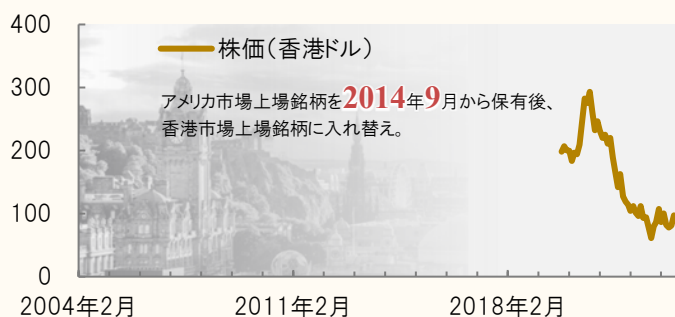 400
株価(香港ドル)
300
アメリカ市場上場銘柄を2014年9月から保有後、
香港市場上場銘柄に入れ替え。
200
100
0
2004年2月 2011年2月 2018年2月